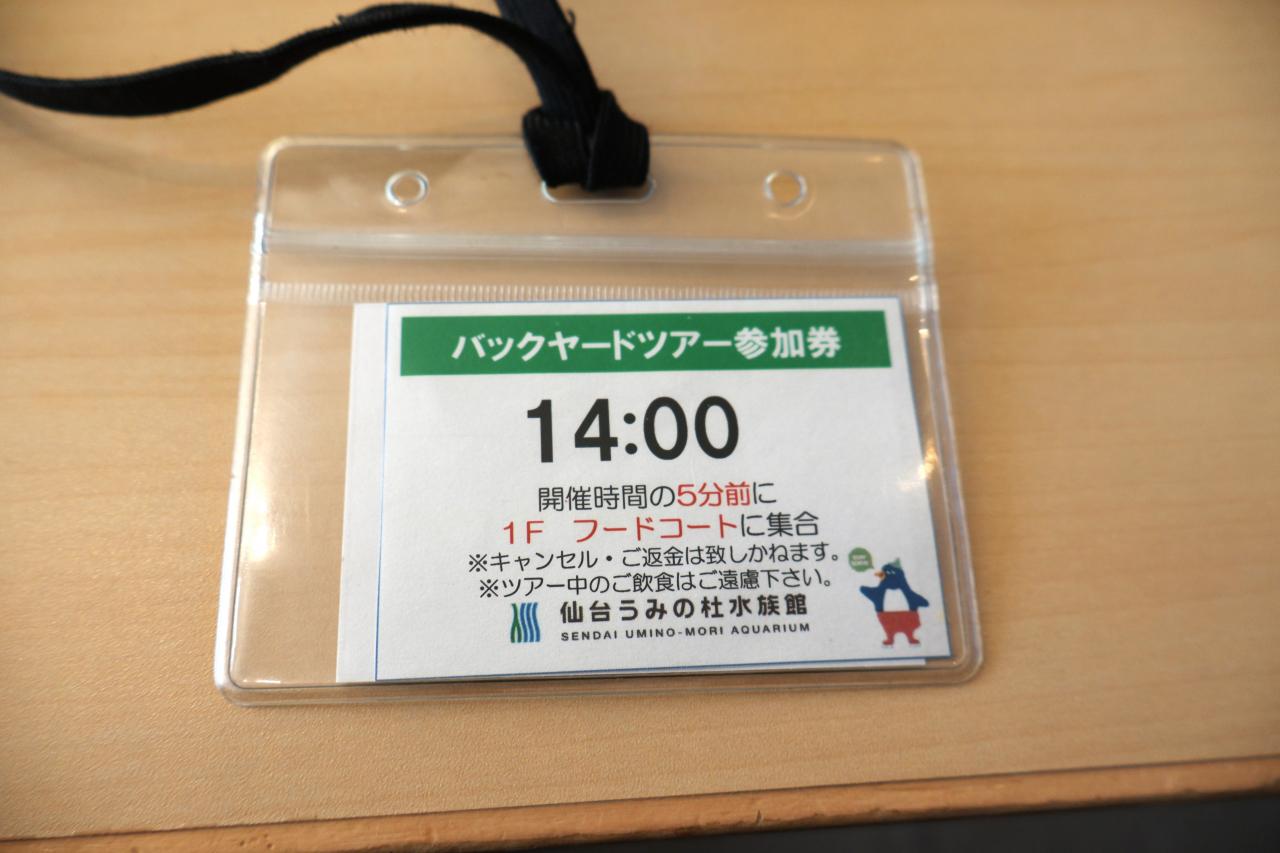 バックヤードツアー参加券
14:00
開催時間の5分前に
1F フードコートに集合
※キャンセル・ご返金は致しかねます。
※ツアー中のご飲食はご遠慮下さい。
仙台うみの杜水族館
SENDAI UMINO-MORI AQUARIUM